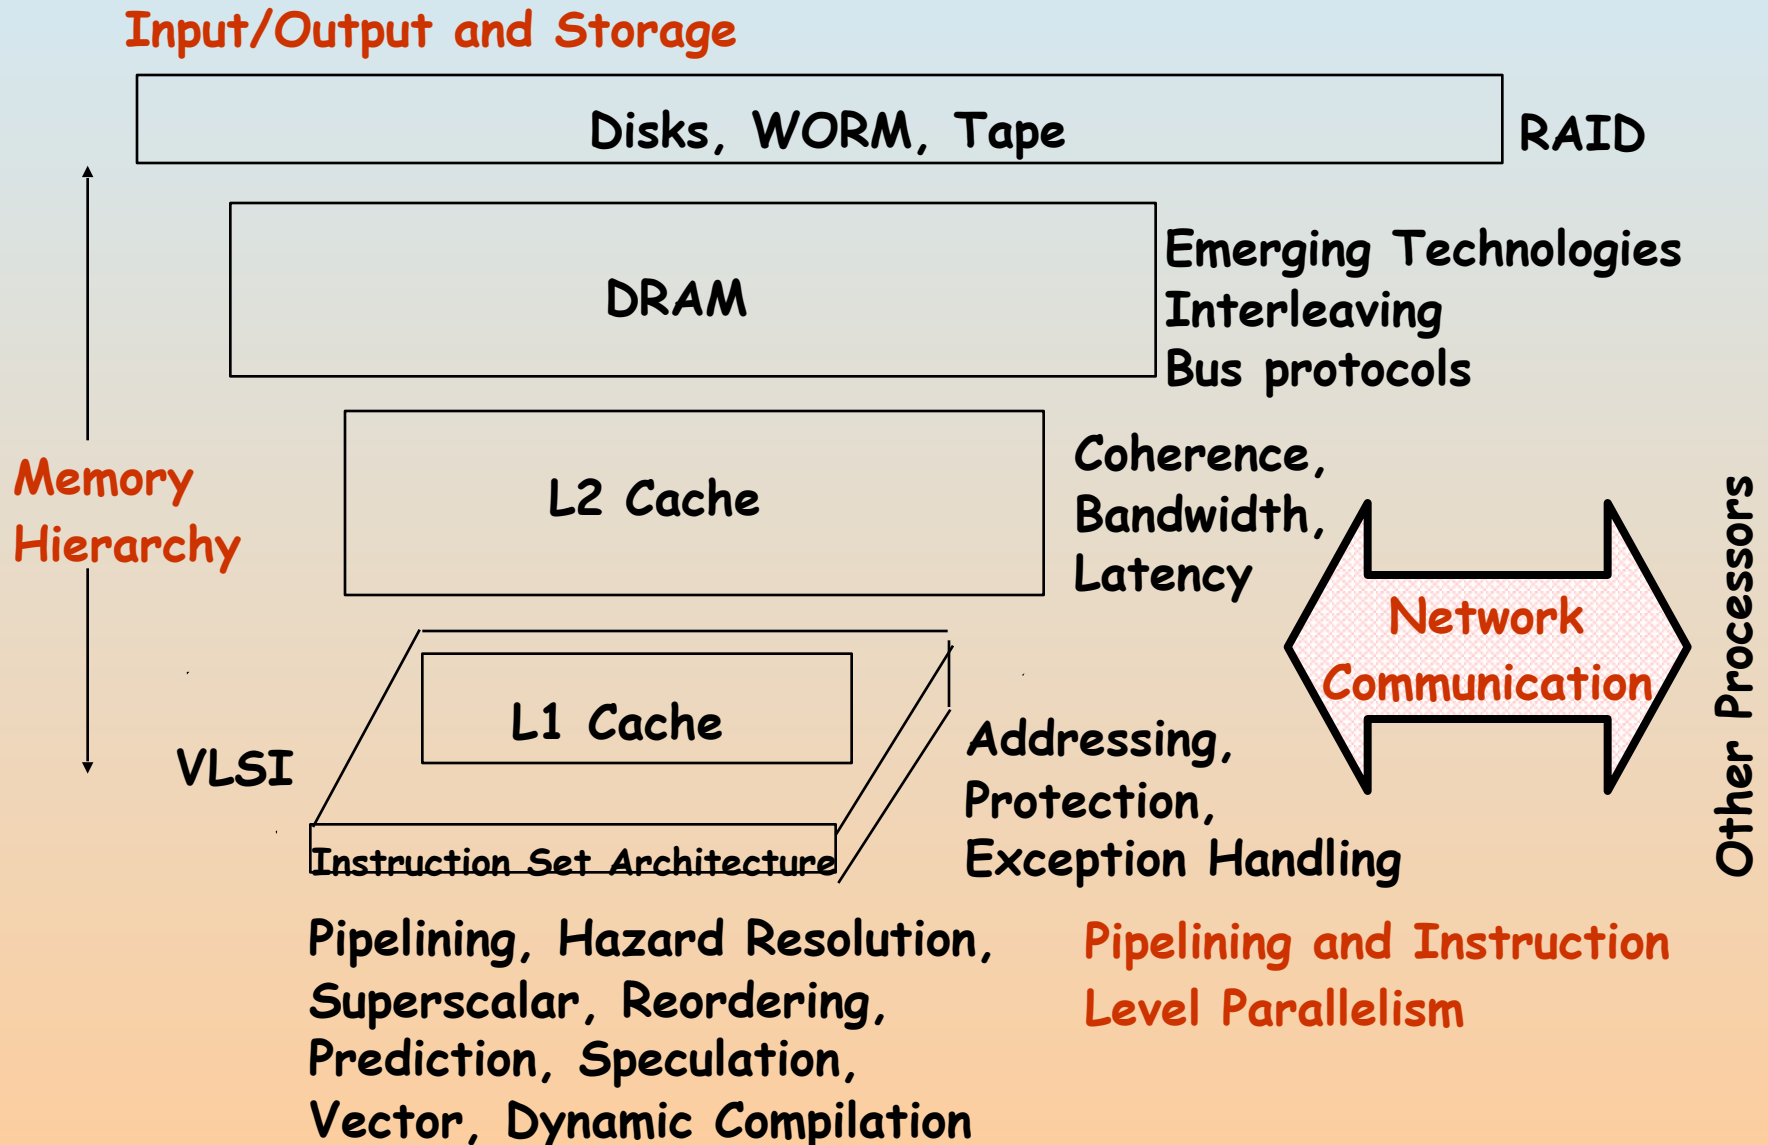 Input/Output and Storage
Disks, WORM, Tape
RAID
DRAM
Emerging Technologies
Interleaving
Bus protocols
Memory
Hierarchy
L2 Cache
Coherence,
Bandwidth,
Latency
Network
Communication
Other Processors
L1 Cache
VLSI
Addressing,
Protection,
Exception Handling
Instruction Set Architecture
Pipelining, Hazard Resolution,
Superscalar, Reordering,
Prediction, Speculation,
Vector, Dynamic Compilation
Pipelining and Instruction
Level Parallelism